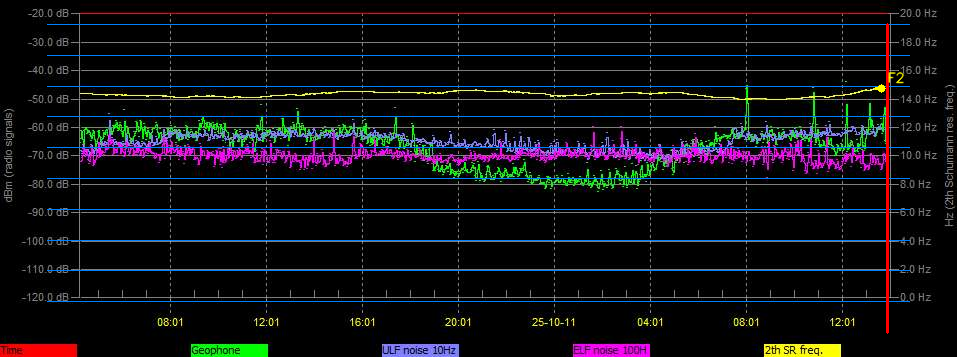 -20.0 dB 20.0 Hz
-30.0 dB 18.0 Hz
-40.0 dB 16.0 Hz
F2
-50.0 dB 14.0 Hz
-60.0 dB 12.0 Hz
-70.0 dB 10.0 Hz
-80.0 dB 8.0 Hz
-90.0 dB 6.0 Hz
-100.0 dB 4.0 Hz
-110.0 dB 2.0 Hz
-120.0 dB 0.0 Hz
dBm (radio signals)
Hz (2th Schumann res. freq.)
08:01 12:01 16:01 20:01 25-10-11 04:01 08:01 12:01
Time Geophone ULF noise 10Hz ELF noise 100H 2th SR freq.